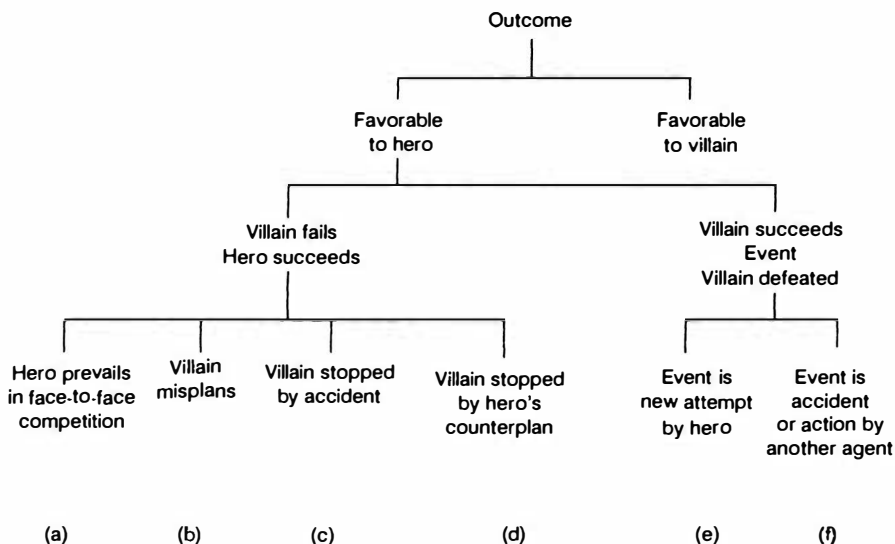 Outcome
Favorable
to hero
Favorable
to villain
Villain fails
Hero succeeds
Villain succeeds
Event
Villain defeated
Hero prevails
in face-to-face
competition
Villain
misplans
Villain stopped
by accident
Villain stopped
by hero's
counterplan
Event is
new attempt
by hero
Event is
accident
or action by
another agent
(a)
(b)
(c)
(d)
(e)
(f)